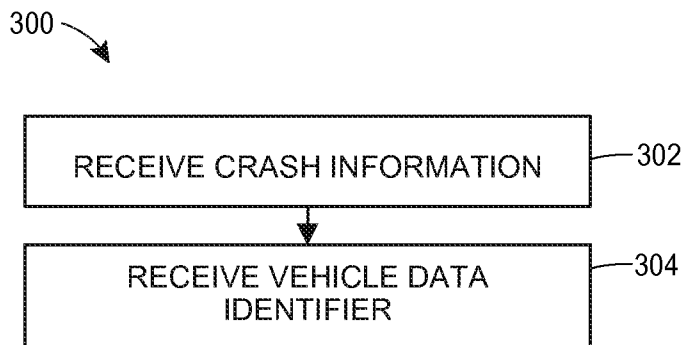 300
RECEIVE CRASH INFORMATION
302
RECEIVE VEHICLE DATA
IDENTIFIER
304